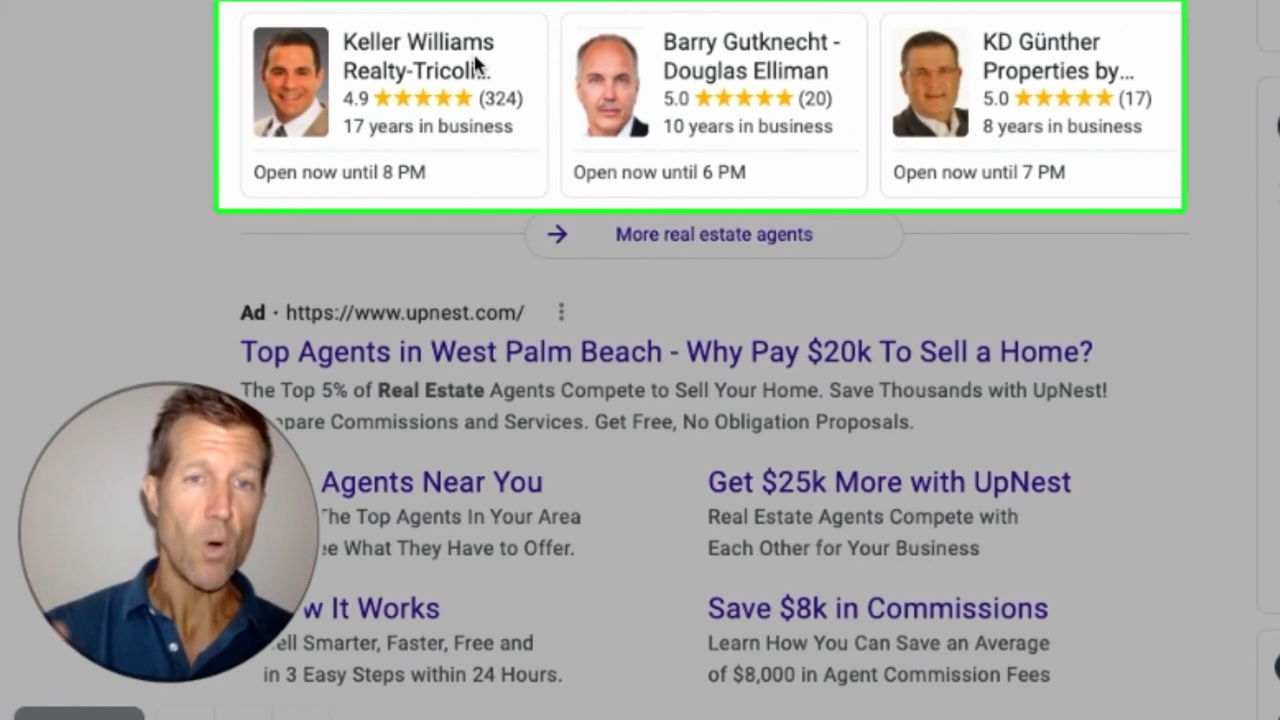 Keller Williams
Realty-Tricoli...
4.9 ★★★★★ (324)
17 years in business
Open now until 8 PM
Barry Gutknecht -
Douglas Elliman
5.0 ★★★★★ (20)
10 years in business
Open now until 6 PM
KD Günther
Properties by...
5.0 ★★★★★ (17)
8 years in business
Open now until 7 PM
→ More real estate agents
Ad · https://www.upnest.com/
Top Agents in West Palm Beach - Why Pay $20k To Sell a Home?
The Top 5% of Real Estate Agents Compete to Sell Your Home. Save Thousands with UpNest!
Commissions and Services. Get Free, No Obligation Proposals.
Agents Near You
The Top Agents In Your Area
What They Have to Offer.
Get $25k More with UpNest
Real Estate Agents Compete with
Each Other for Your Business
It Works
Smarter, Faster, Free and
in 3 Easy Steps within 24 Hours.
Save $8k in Commissions
Learn How You Can Save an Average
of $8,000 in Agent Commission Fees